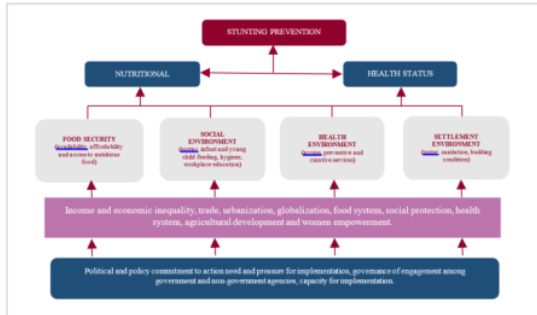 STUNTING PREVENTION
NUTRITIONAL
HEALTH STATUS
FOOD SECURITY
(availability, affordability
and access to nutritious
food)
SOCIAL
ENVIRONMENT
(norms, infant and young
child feeding, hygiene,
workplace education)
HEALTH
ENVIRONMENT
(access, preventive and
curative services)
SETTLEMENT
ENVIRONMENT
(water, sanitation, building
condition)
Income and economic inequality, trade, urbanization, globalization, food system, social protection, health
system, agricultural development and women empowerment.
Political and policy commitment to action need and pressure for implementation, governance of engagement among
government and non-government agencies, capacity for implementation.